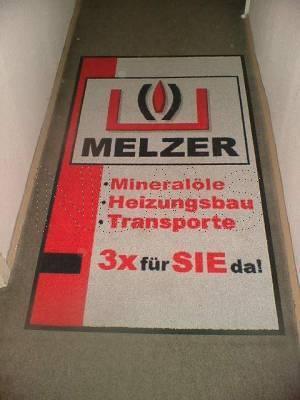 MELZER
• Mineralöle
• Heizungsbau
• Transporte
3x für SIE da!